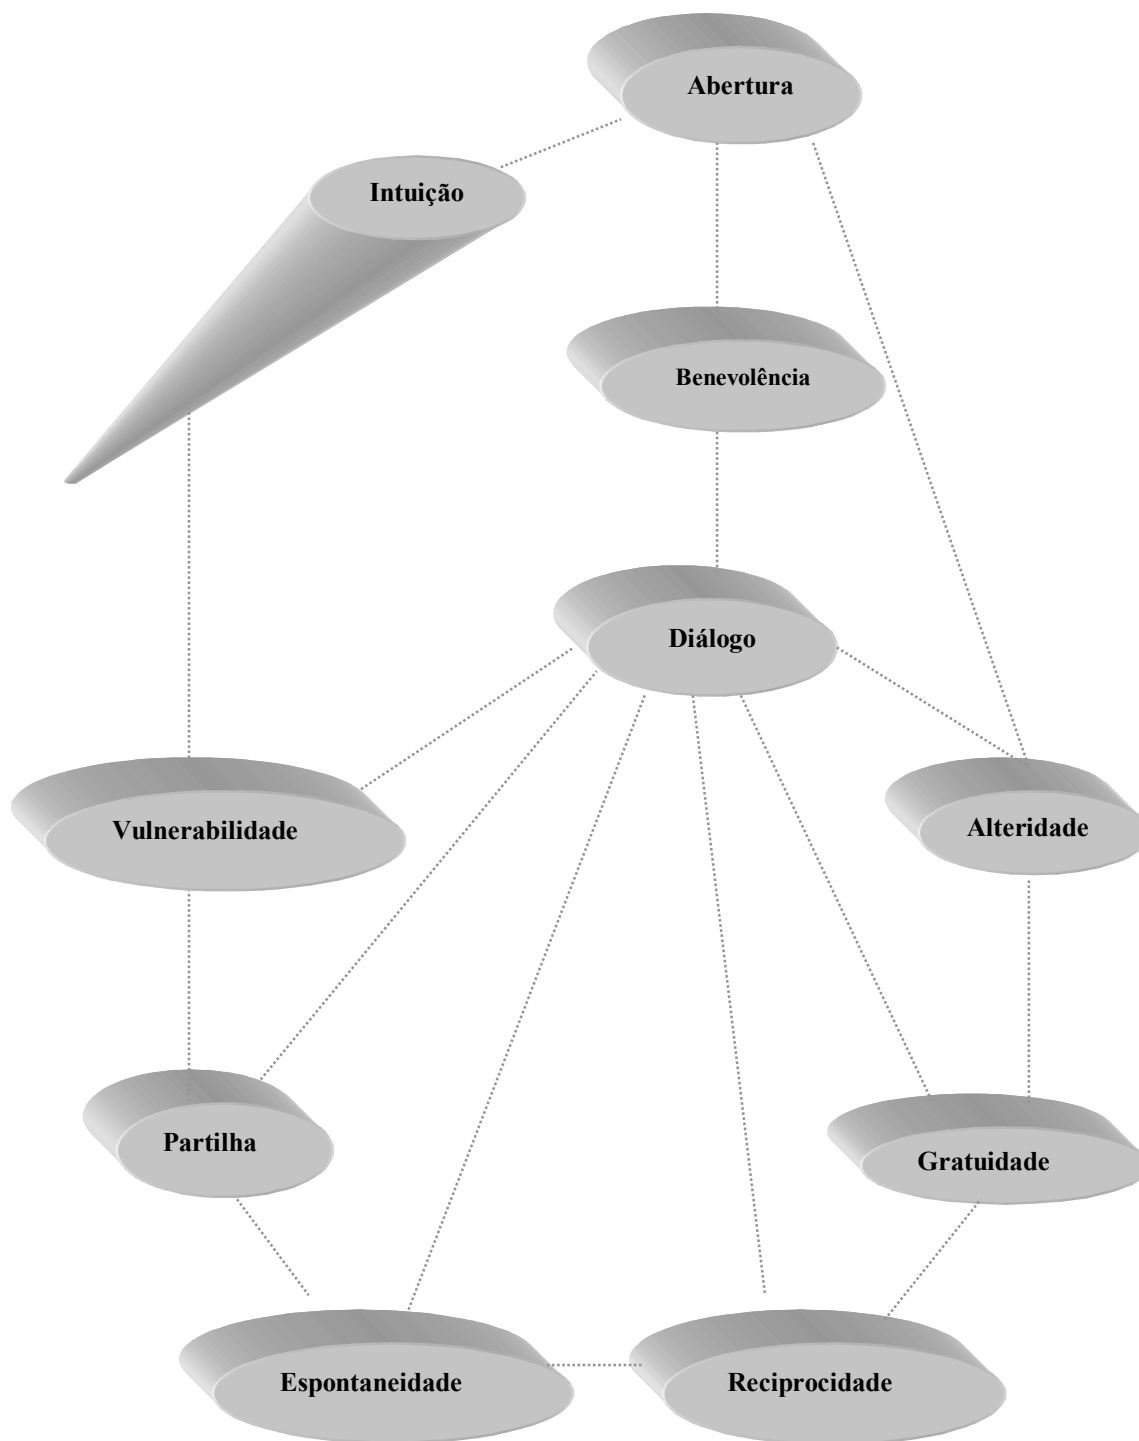 Abertura
Intuição
Benevolência
Diálogo
Vulnerabilidade
Alteridade
Partilha
Gratuidade
Espontaneidade
Reciprocidade